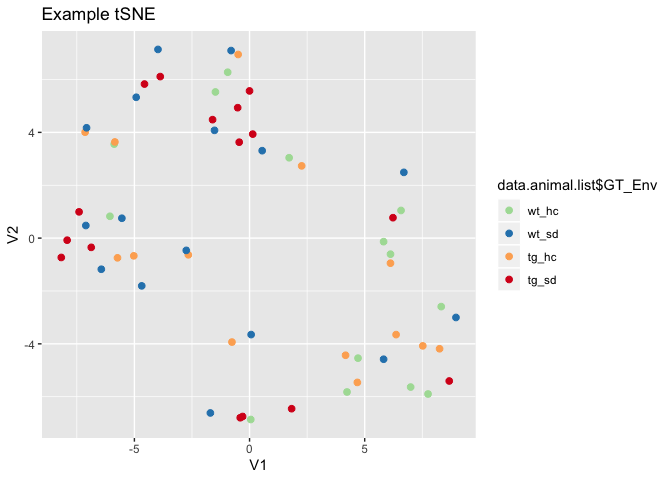 Example tSNE
V2
4
0
-4
-5
0
5
V1
data.animal.list$GT_Env
wt_hc
wt_sd
tg_hc
tg_sd